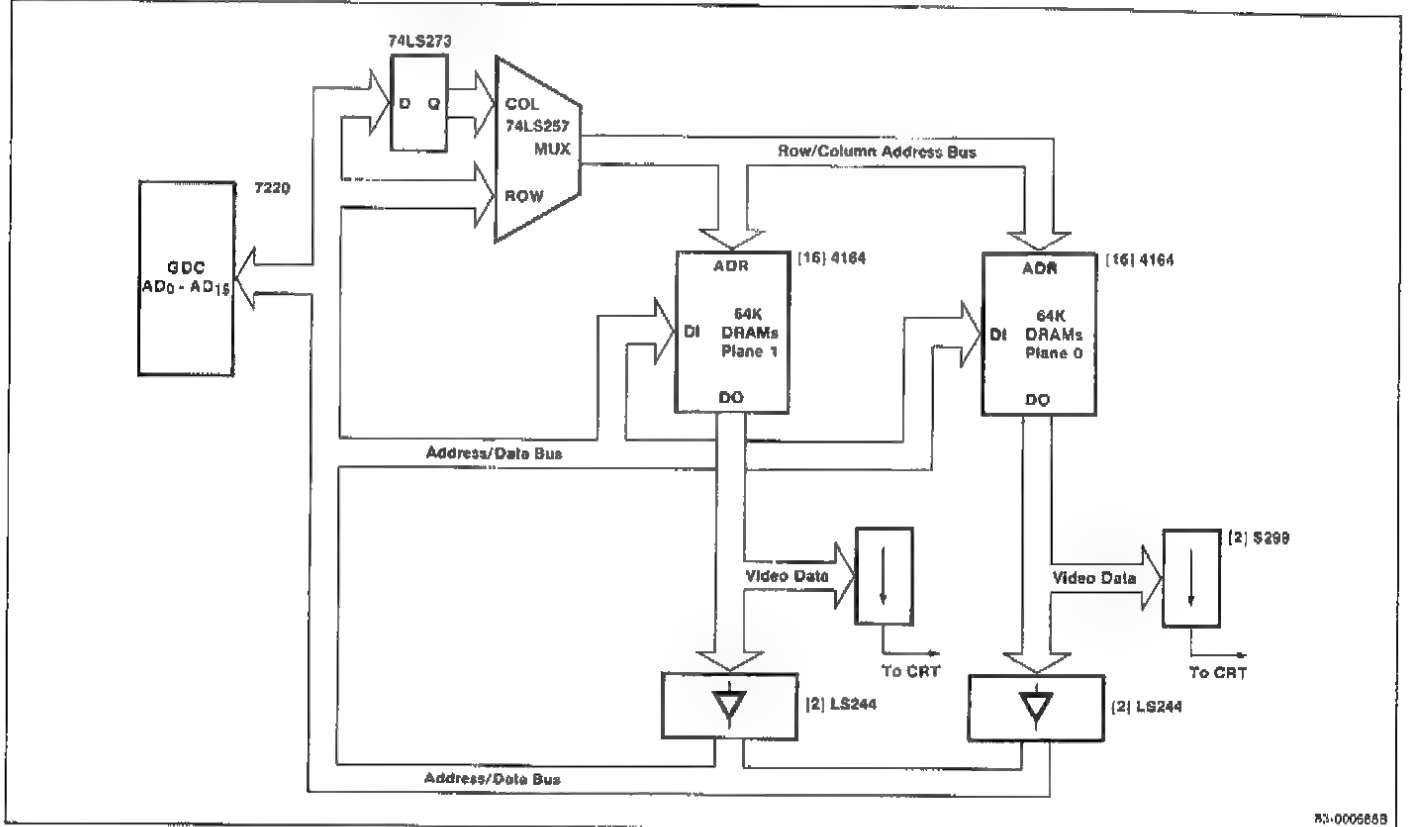 74LS273
D Q
COL
74LS257
MUX
ROW
Row/Column Address Bus
7220
GDC
AD0 - AD15
ADR
[16] 4164
64K
DRAMs
Plane 1
DI
DO
ADR
[16] 4164
64K
DRAMs
Plane 0
DI
DO
Address/Data Bus
Video Data
To CRT
[2] S299
Video Data
To CRT
[2] LS244
[2] LS244
Address/Data Bus